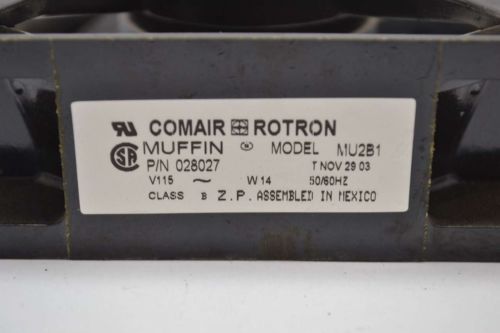 COMAIR ROTRON
MUFFIN ® MODEL MU2B1
P/N 028027 T NOV 29 03
V115 ~ W14 50/60HZ
CLASS B Z.P. ASSEMBLED IN MEXICO